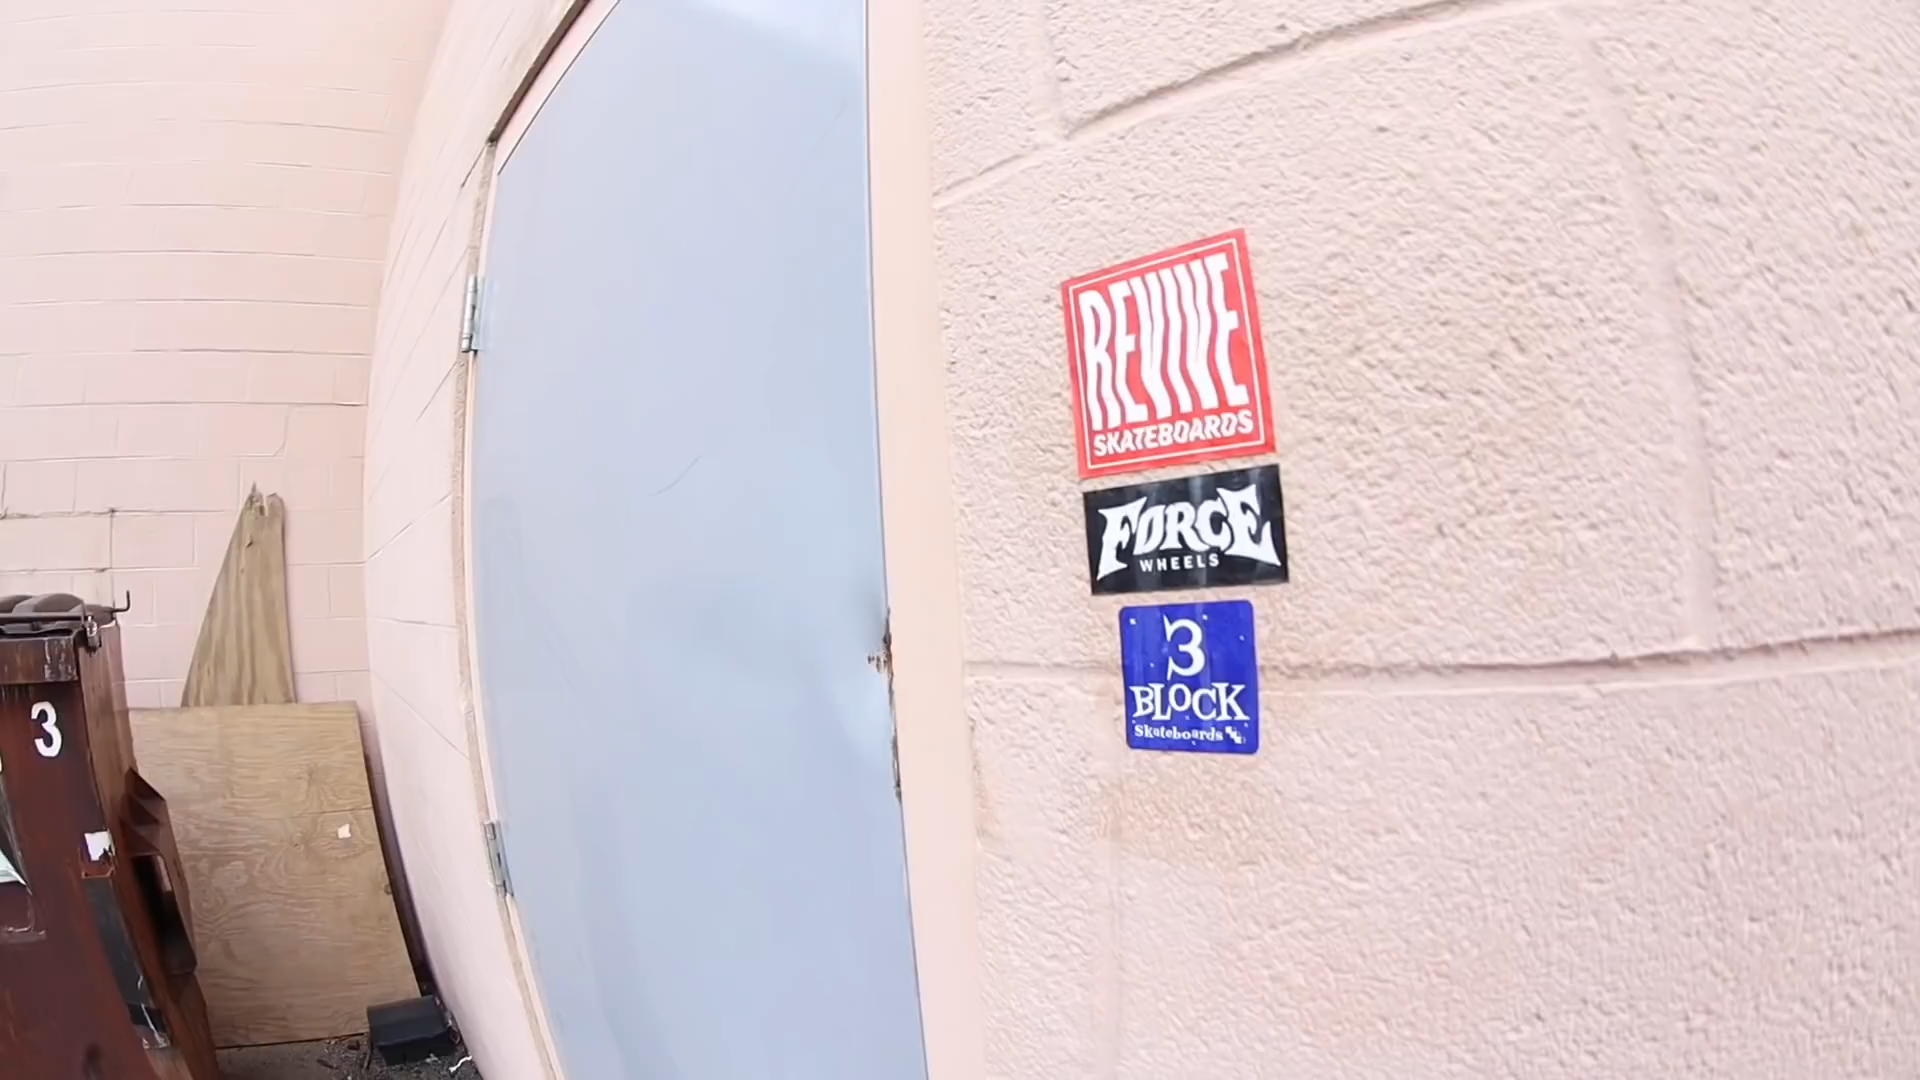 REVIVE
SKATEBOARDS
FORCE
WHEELS
3
BLOCK
Skateboards
3